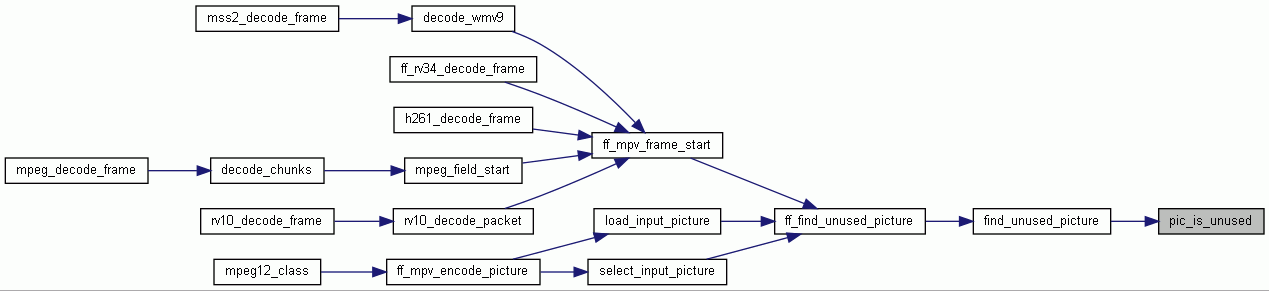 mss2_decode_frame
decode_wmv9
ff_rv34_decode_frame
h261_decode_frame
ff_mpv_frame_start
mpeg_decode_frame
decode_chunks
mpeg_field_start
rv10_decode_frame
rv10_decode_packet
load_input_picture
ff_find_unused_picture
find_unused_picture
pic_is_unused
mpeg12_class
ff_mpv_encode_picture
select_input_picture